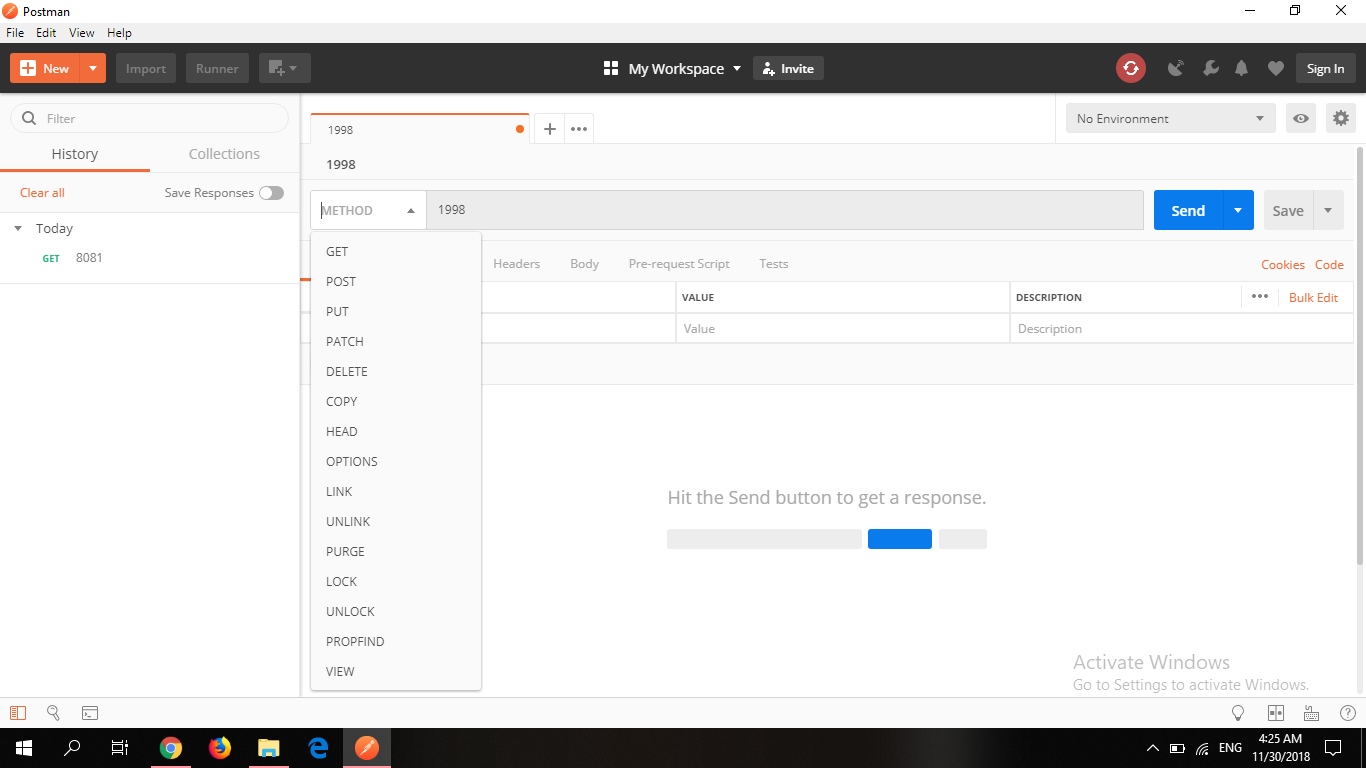 Postman
File Edit View Help
New Import Runner My Workspace Invite Sign In
Filter
History Collections
Clear all Save Responses
Today
GET 8081
1998 No Environment
1998
METHOD 1998 Send Save
GET
POST
PUT
PATCH
DELETE
COPY
HEAD
OPTIONS
LINK
UNLINK
PURGE
LOCK
UNLOCK
PROPFIND
VIEW
Headers Body Pre-request Script Tests Cookies Code
VALUE DESCRIPTION Bulk Edit
Value Description
Hit the Send button to get a response.
Activate Windows
Go to Settings to activate Windows.
ENG 4:25 AM
11/30/2018